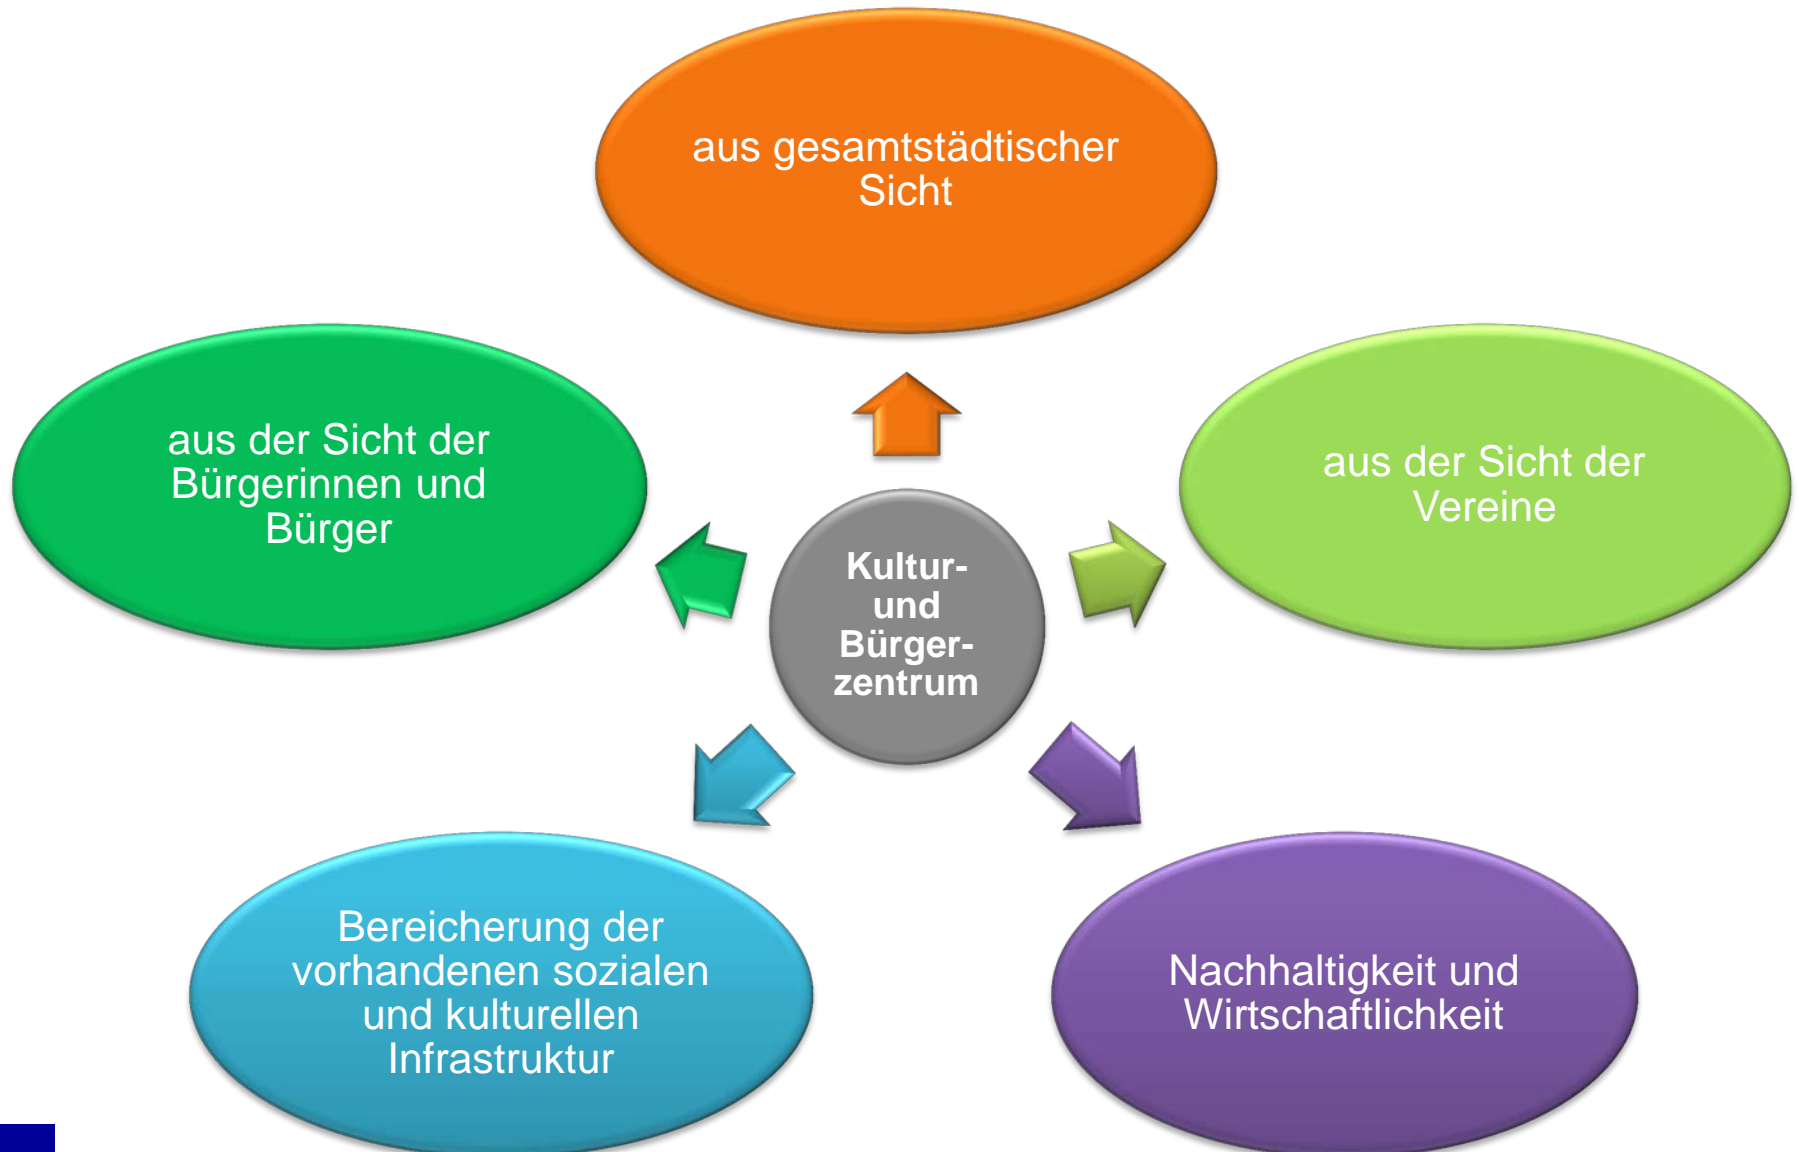 aus gesamtstädtischer
Sicht
aus der Sicht der
Bürgerinnen und
Bürger
aus der Sicht der
Vereine
Kultur-
und
Bürger-
zentrum
Bereicherung der
vorhandenen sozialen
und kulturellen
Infrastruktur
Nachhaltigkeit und
Wirtschaftlichkeit